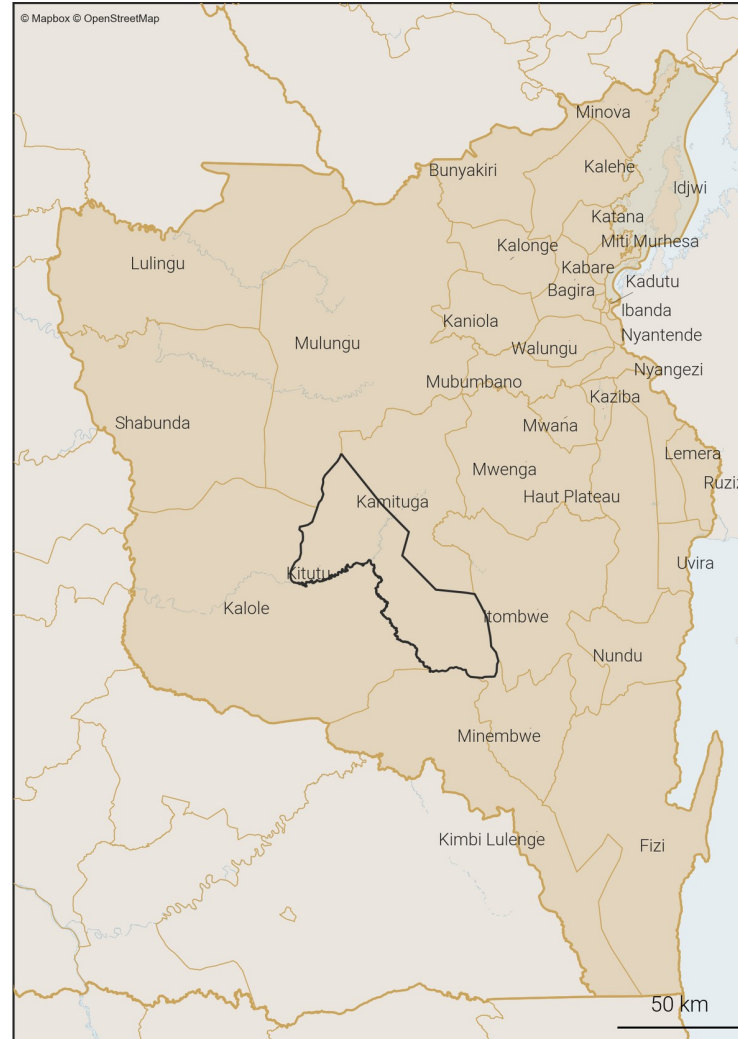 © Mapbox © OpenStreetMap
Minova
Bunyakiri
Kalehe
Idjwi
Katana
Kalonge
Miti Murhesa
Lulingu
Kabare
Kadutu
Bagira
Ibanda
Kaniola
Nyantende
Mulungu
Walungu
Nyangezi
Mubumbano
Kaziba
Shabunda
Mwana
Lemera
Mwenga
Ruziz
Haut Plateau
Kamituga
Uvira
Kitutu
Kalole
Itombwe
Nundu
Minembwe
Kimbi Lulenge
Fizi
50 km